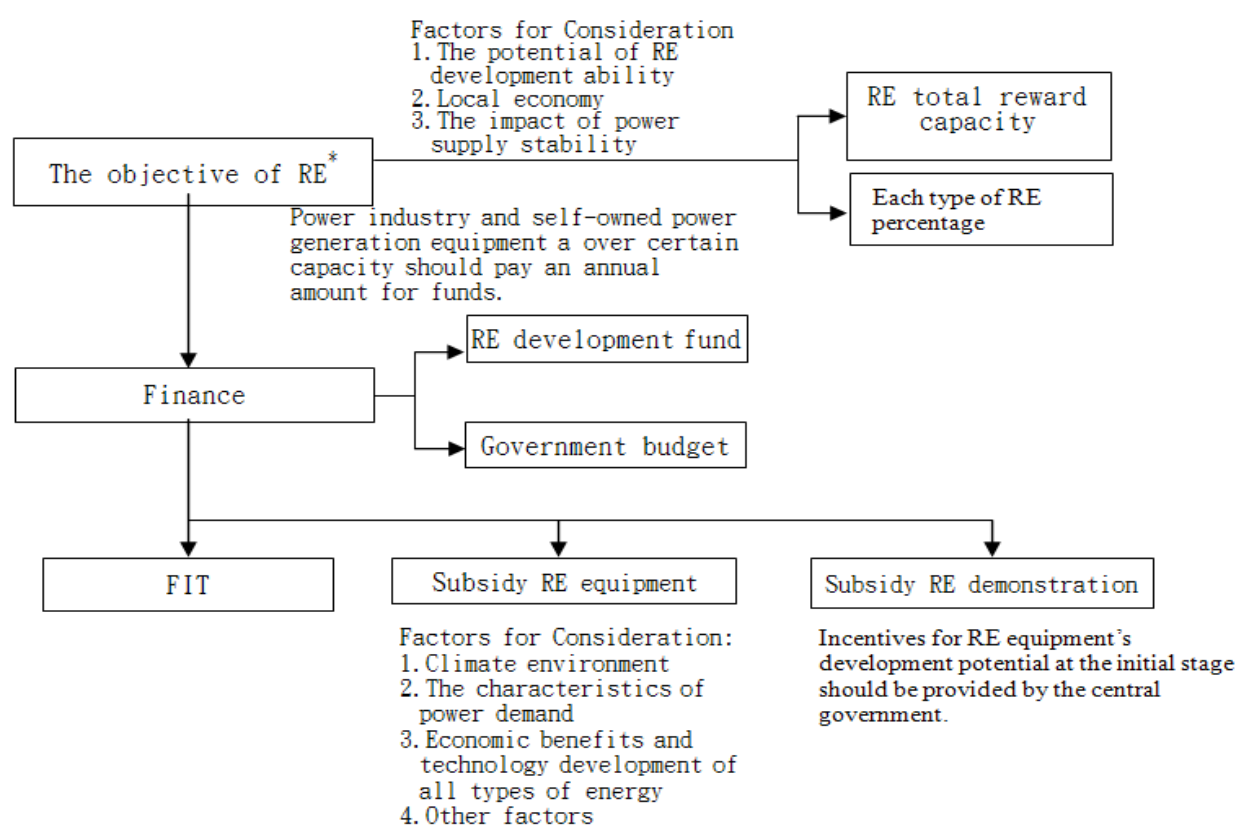 Factors for Consideration
1. The potential of RE
development ability
2. Local economy
3. The impact of power
supply stability
RE total reward
capacity
The objective of RE*
Each type of RE
percentage
Power industry and self-owned power
generation equipment a over certain
capacity should pay an annual
amount for funds.
RE development fund
Finance
Government budget
FIT
Subsidy RE equipment
Subsidy RE demonstration
Factors for Consideration:
1. Climate environment
2. The characteristics of
power demand
3. Economic benefits and
technology development of
all types of energy
4. Other factors
Incentives for RE equipment’s
development potential at the initial stage
should be provided by the central
government.